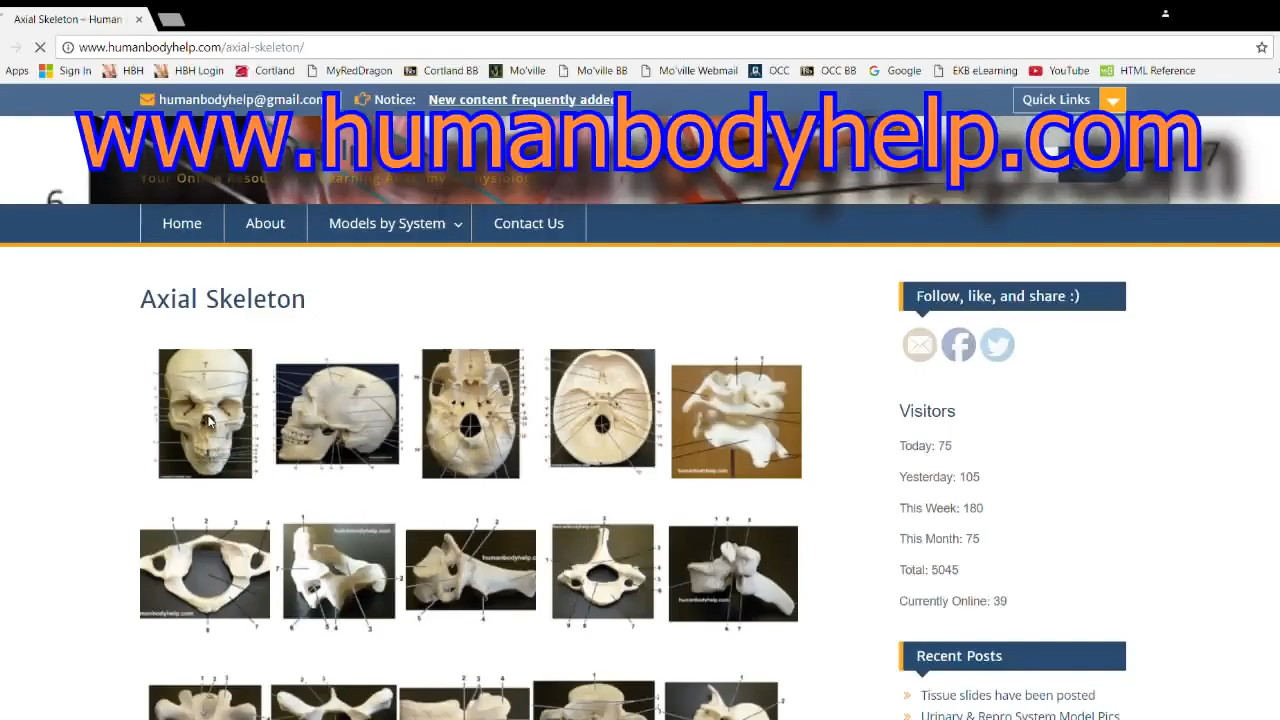 Axial Skeleton – Human
www.humanbodyhelp.com/axial-skeleton/
Apps Sign In HBH HBH Login Cortland MyRedDragon Cortland BB Mo'ville Mo'ville BB Mo'ville Webmail OCC OCC BB Google EKB eLearning YouTube HTML Reference
humanbodyhelp@gmail.com Notice: New content frequently added Quick Links
www.humanbodyhelp.com
Your Online
Home About Models by System Contact Us
Axial Skeleton
Follow, like, and share :)
Visitors
Today: 75
Yesterday: 105
This Week: 180
This Month: 75
Total: 5045
Currently Online: 39
Recent Posts
Tissue slides have been posted
Urinary & Repro System Model Pics